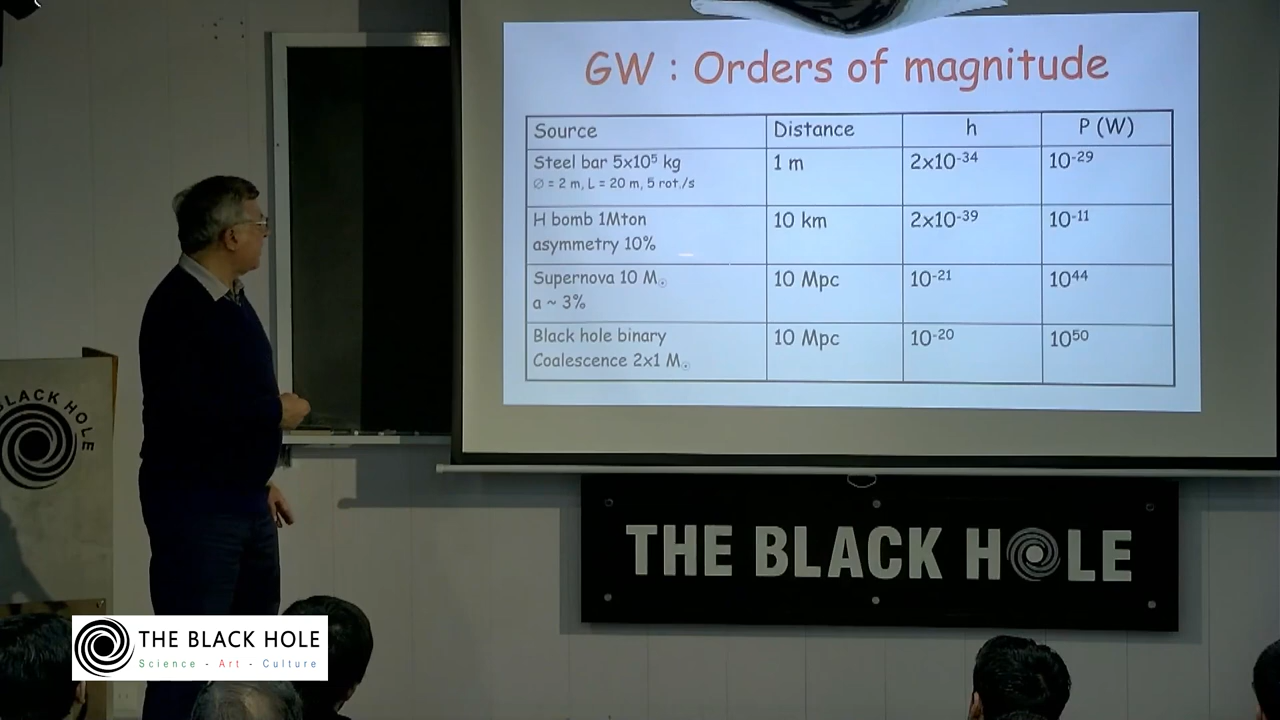 GW : Orders of magnitude
Source Distance h P (W)
Steel bar 5x10⁵ kg 1 m 2x10⁻³⁴ 10⁻²⁹
∅ = 2 m, L = 20 m, 5 rot./s
H bomb 1Mton 10 km 2x10⁻³⁹ 10⁻¹¹
asymmetry 10%
Supernova 10 M☉ 10 Mpc 10⁻²¹ 10⁴⁴
a ~ 3%
Black hole binary 10 Mpc 10⁻²⁰ 10⁵⁰
Coalescence 2x1 M☉
BLACK HOLE
THE BLACK HOLE
THE BLACK HOLE
Science - Art - Culture